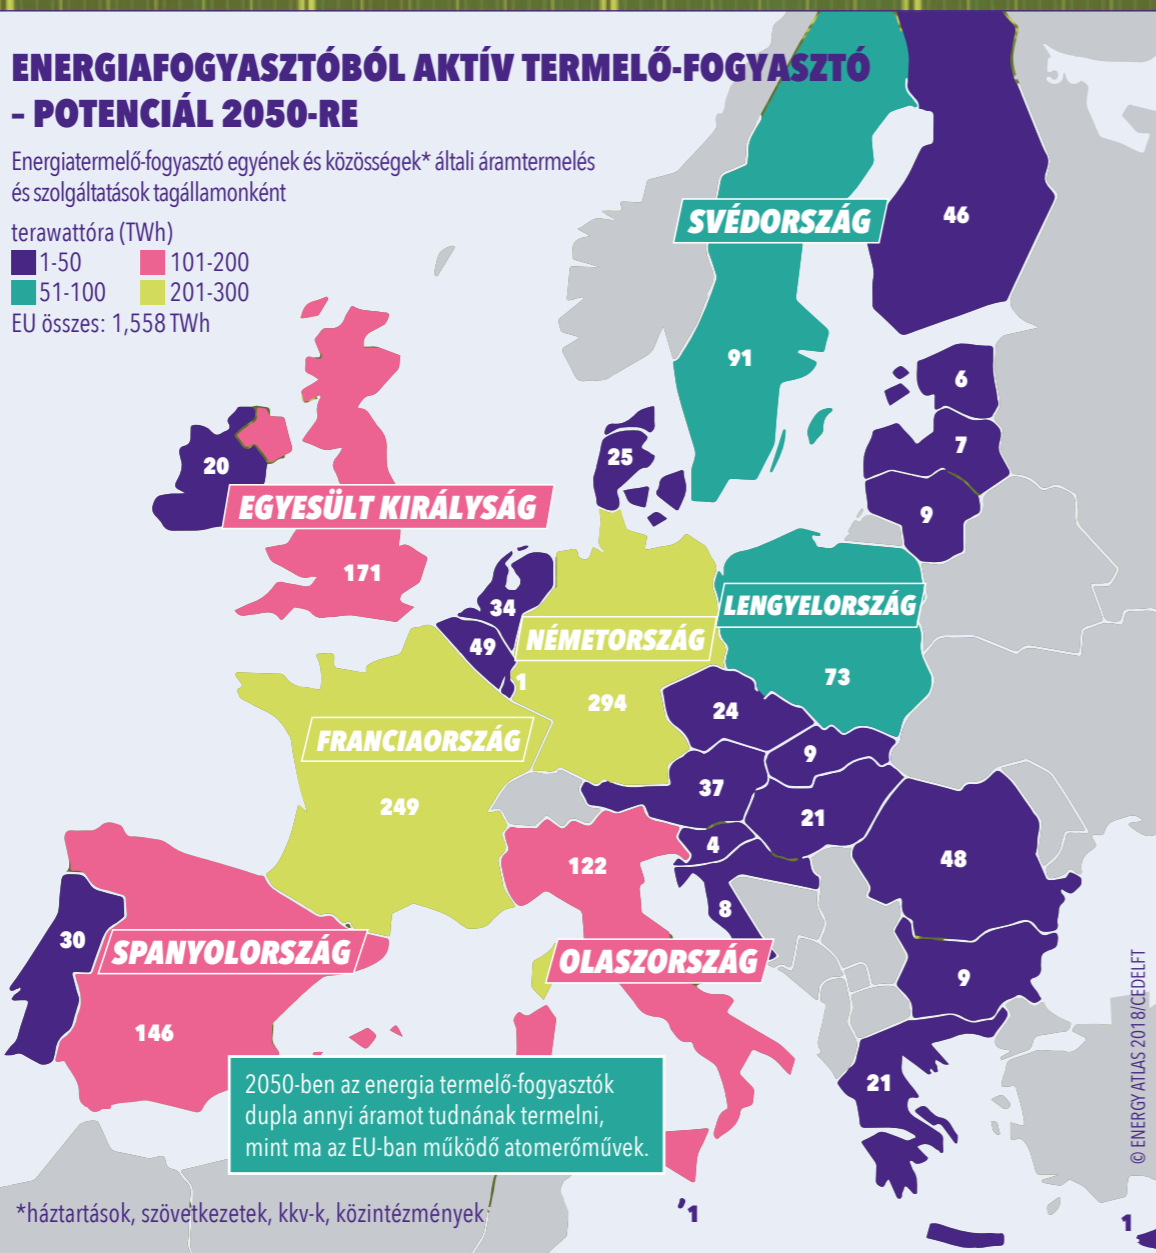 ENERGIAFOGYASZTÓBÓL AKTÍV TERMELŐ-FOGYASZTÓ
– POTENCIÁL 2050-RE
Energiatermelő-fogyasztó egyének és közösségek* általi áramtermelés
és szolgáltatások tagállamonként
terawattóra (TWh)
1-50
101-200
51-100
201-300
EU összes: 1,558 TWh
46
SVÉDORSZÁG
91
6
7
9
25
20
EGYESÜLT KIRÁLYSÁG
171
34
49
1
NÉMETORSZÁG
294
LENGYELORSZÁG
73
24
9
FRANCIAORSZÁG
249
37
21
4
122
8
48
9
30
SPANYOLORSZÁG
146
OLASZORSZÁG
21
2050-ben az energia termelő-fogyasztók
dupla annyi áramot tudnának termelni,
mint ma az EU-ban működő atomerőművek.
*háztartások, szövetkezetek, kkv-k, közintézmények
1
1
© ENERGY ATLAS 2018/CEDELFT